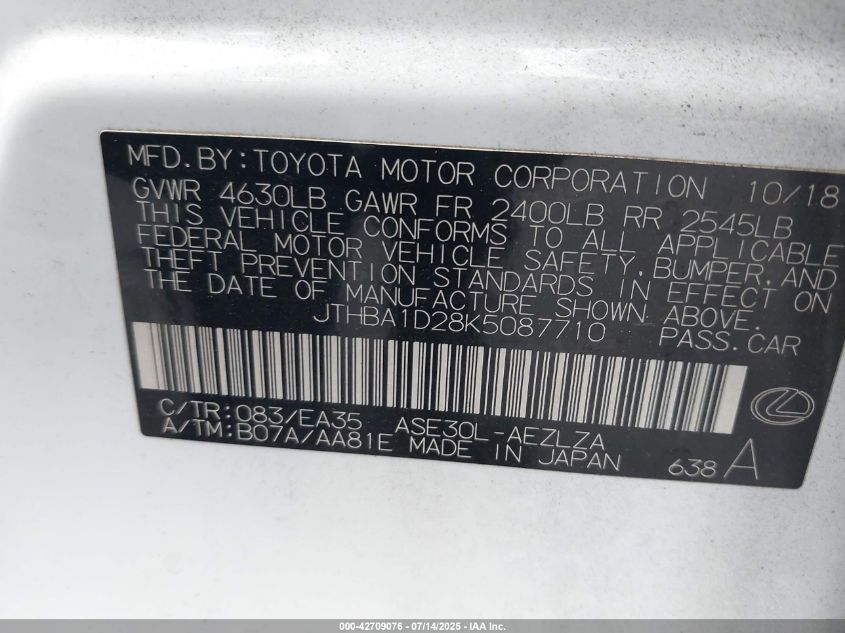 MFD. BY: TOYOTA MOTOR CORPORATION 10/18
GVWR 4630LB GAWR FR 2400LB RR 2545LB
THIS VEHICLE CONFORMS TO ALL APPLICABLE
FEDERAL MOTOR VEHICLE SAFETY, BUMPER, AND
THEFT PREVENTION STANDARDS IN EFFECT ON
THE DATE OF MANUFACTURE SHOWN ABOVE.
JTHBA1D28K5087710 PASS. CAR
C/TR: 083/EA35 ASE30L-AEZLZA
A/TM: B07A/AA81E MADE IN JAPAN 638 A
000-42709076 - 07/14/2025 - IAA Inc.